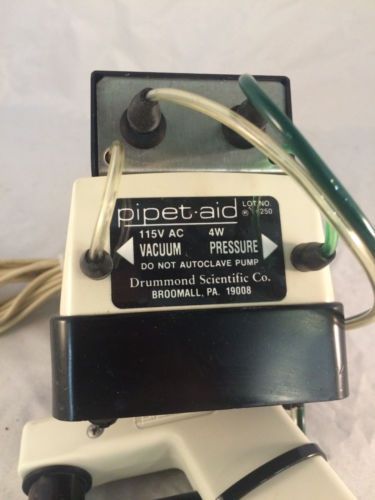 pipet-aid ® LOT NO. 1250
115V AC 4W
VACUUM PRESSURE
DO NOT AUTOCLAVE PUMP
Drummond Scientific Co.
BROOMALL, PA. 19008